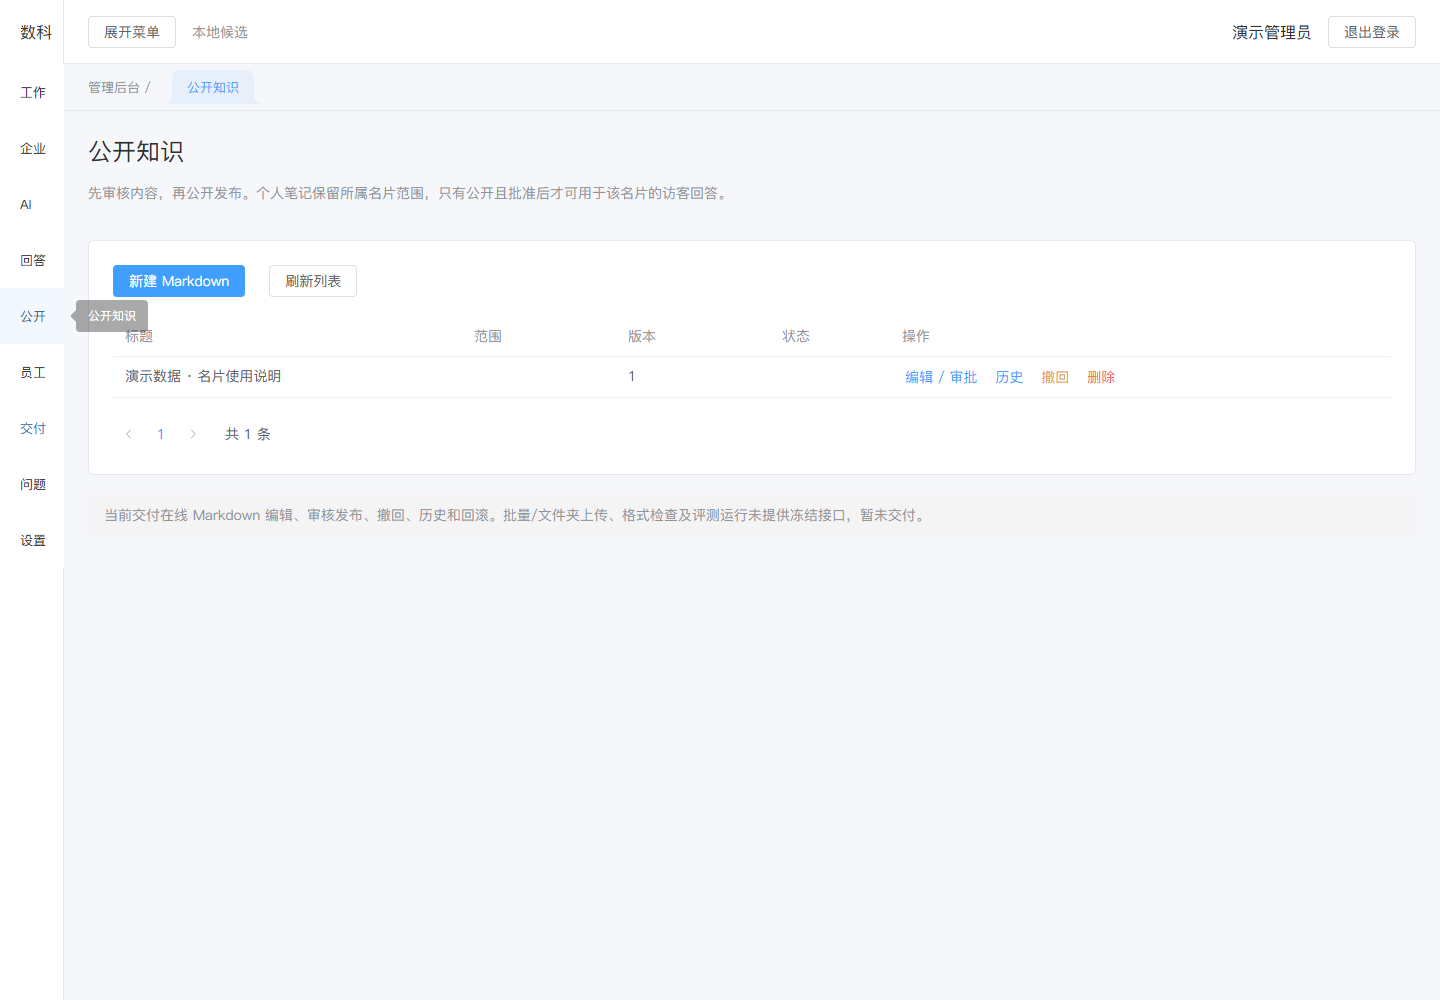 数科
展开菜单 本地候选 演示管理员 退出登录
工作
企业
AI
回答
公开
员工
交付
问题
设置
管理后台 / 公开知识
公开知识
先审核内容，再公开发布。个人笔记保留所属名片范围，只有公开且批准后才可用于该名片的访客回答。
新建 Markdown 刷新列表
公开知识
标题 范围 版本 状态 操作
演示数据 · 名片使用说明 1 编辑 / 审批 历史 撤回 删除
1 共 1 条
当前交付在线 Markdown 编辑、审核发布、撤回、历史和回滚。批量/文件夹上传、格式检查及评测运行未提供冻结接口，暂未交付。